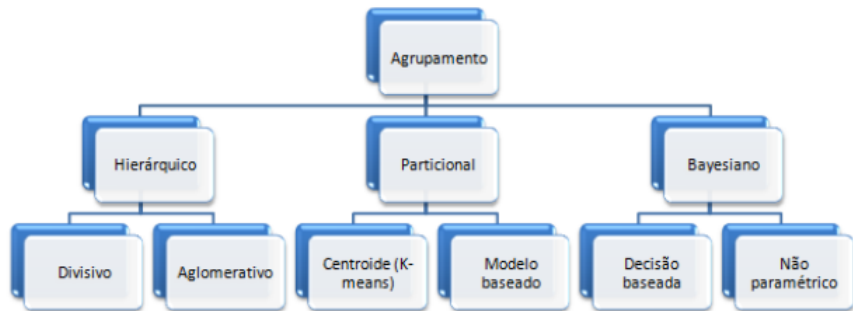 Agrupamento
Hierárquico
Particional
Bayesiano
Divisivo
Aglomerativo
Centroide (K-
means)
Modelo
baseado
Decisão
baseada
Não
paramétrico